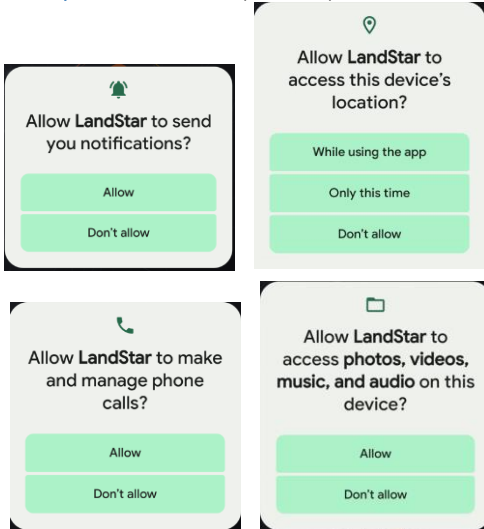 Allow LandStar to send
you notifications?
Allow
Don't allow
Allow LandStar to
access this device's
location?
While using the app
Only this time
Don't allow
Allow LandStar to make
and manage phone
calls?
Allow
Don't allow
Allow LandStar to
access photos, videos,
music, and audio on this
device?
Allow
Don't allow